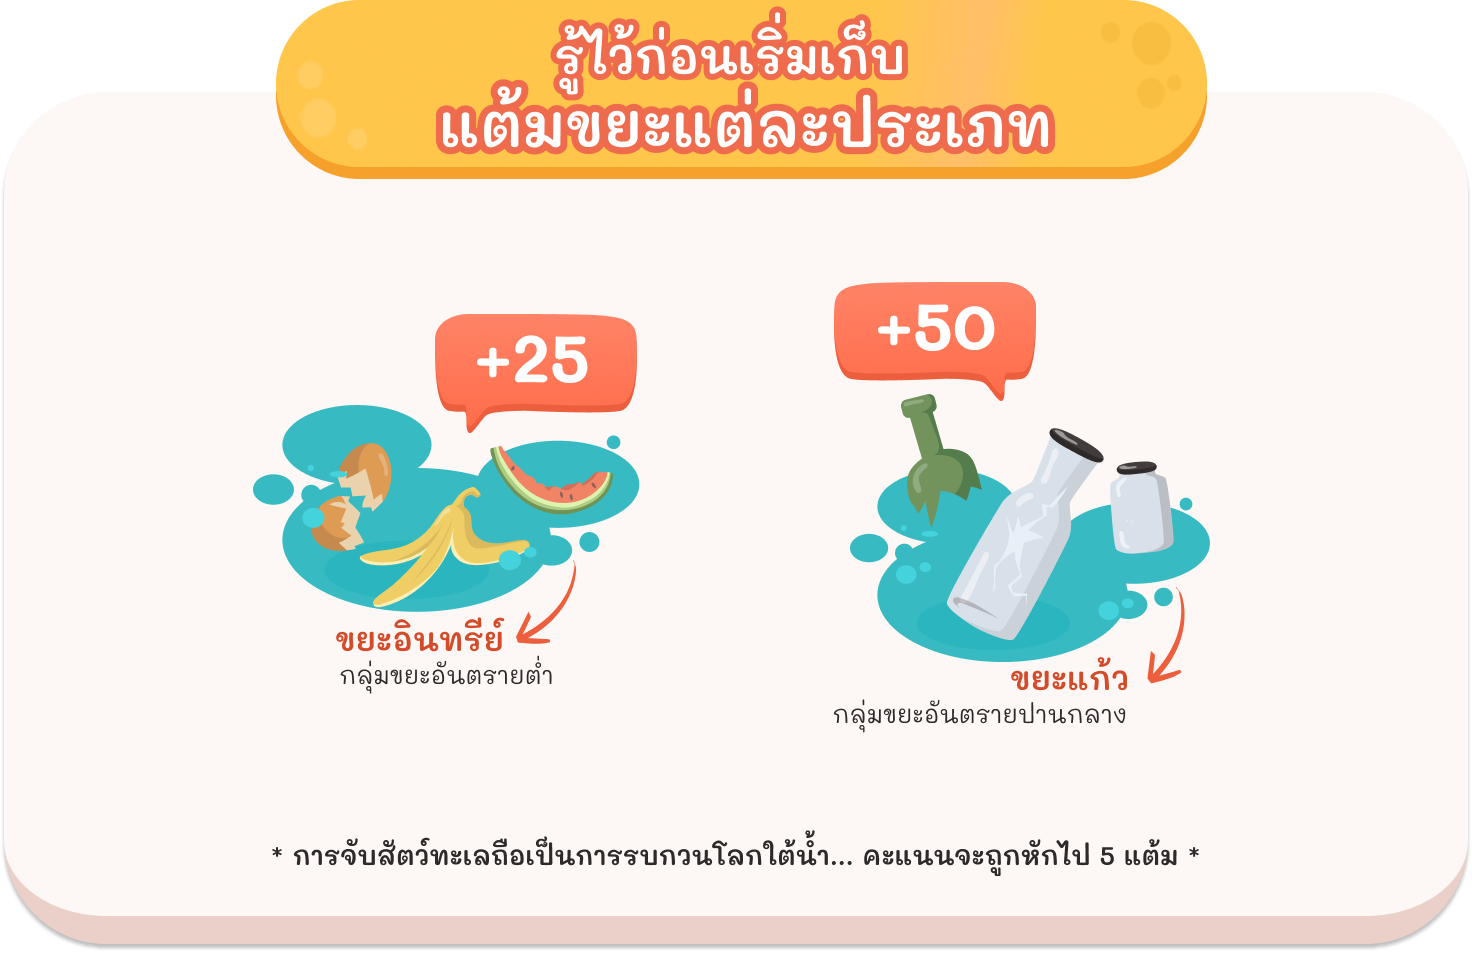 รู้ไว้ก่อนเริ่มเก็บ
แต้มขยะแต่ละประเภท
+25
+50
ขยะอินทรีย์
กลุ่มขยะอันตรายต่ำ
ขยะแก้ว
กลุ่มขยะอันตรายปานกลาง
* การจับสัตว์ทะเลถือเป็นการรบกวนโลกใต้น้ำ... คะแนนจะถูกหักไป 5 แต้ม *